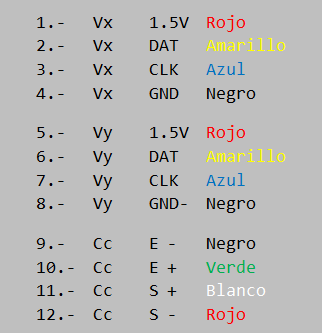 1.- Vx 1.5V Rojo
2.- Vx DAT Amarillo
3.- Vx CLK Azul
4.- Vx GND Negro
5.- Vy 1.5V Rojo
6.- Vy DAT Amarillo
7.- Vy CLK Azul
8.- Vy GND- Negro
9.- Cc E - Negro
10.- Cc E + Verde
11.- Cc S + Blanco
12.- Cc S - Rojo